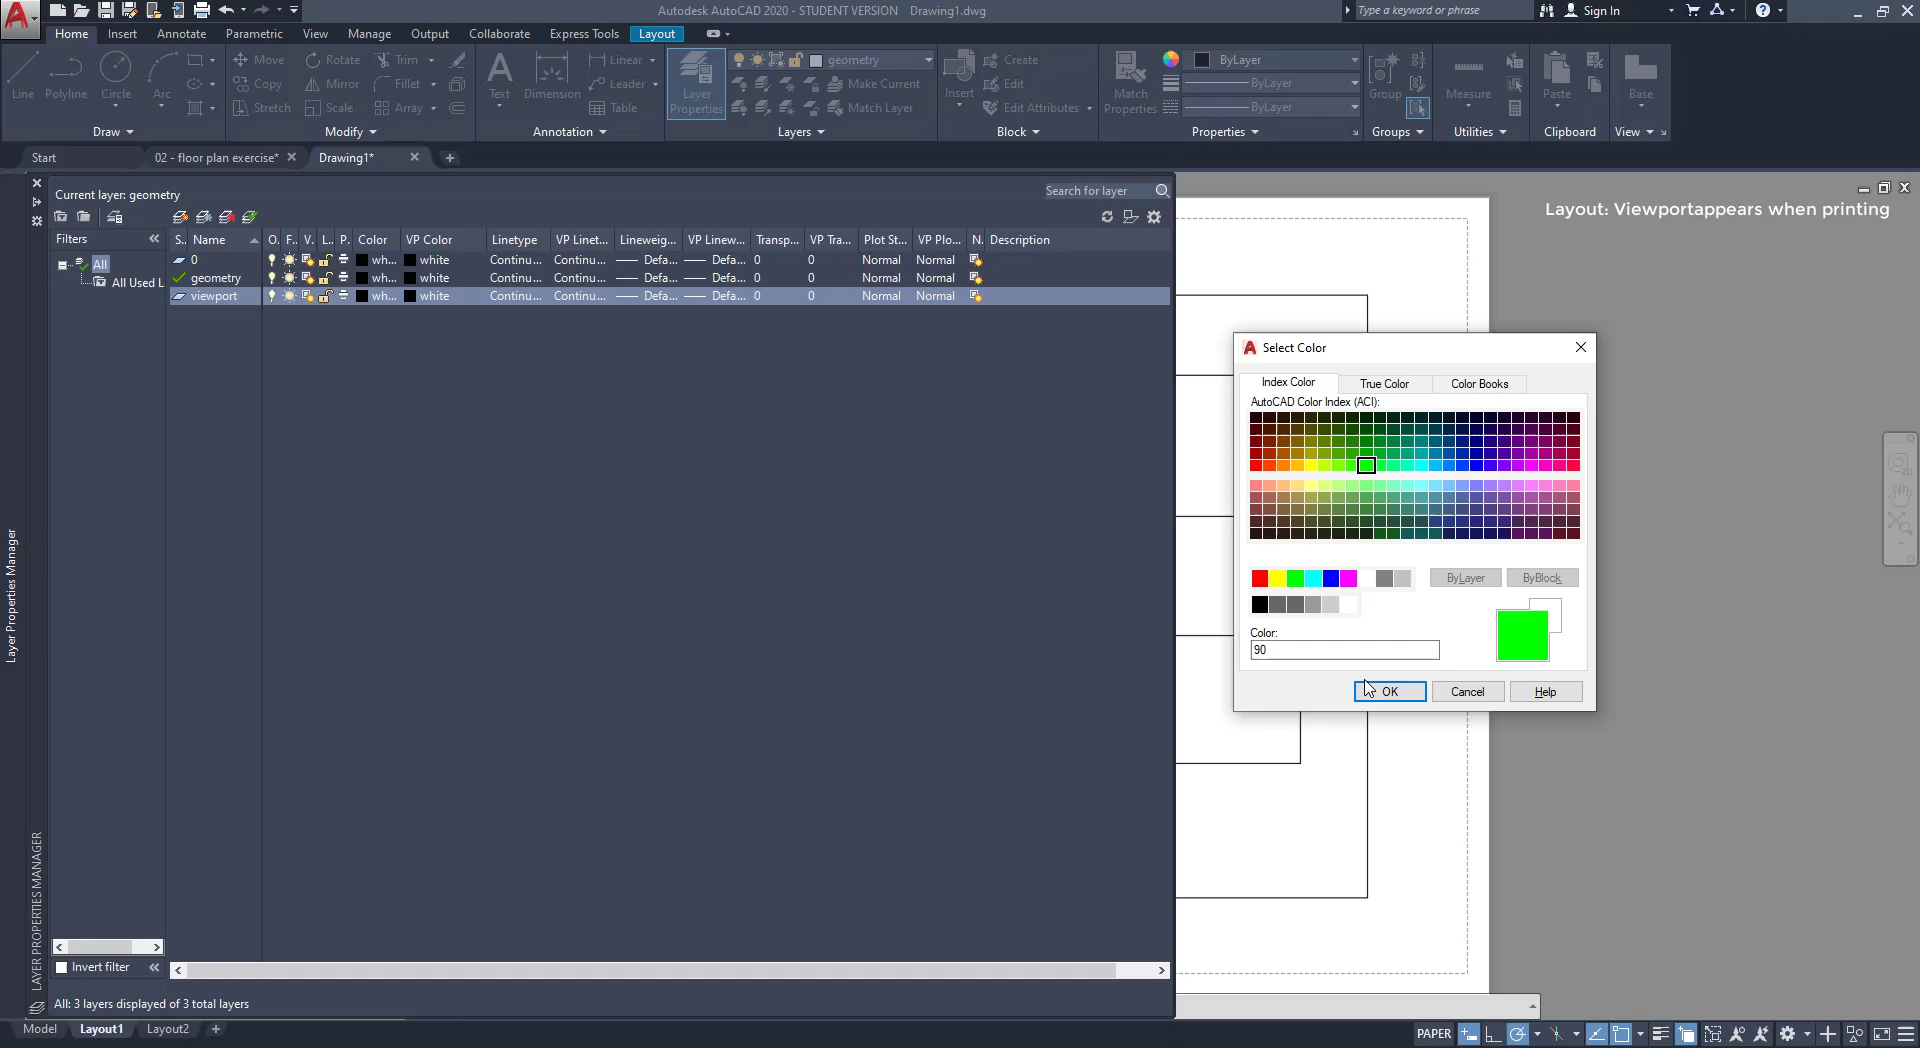 Autodesk AutoCAD 2020 - STUDENT VERSION Drawing1.dwg
Type a keyword or phrase
Sign In
Home Insert Annotate Parametric View Manage Output Collaborate Express Tools Layout
Line Polyline Circle Arc
Draw
Move Rotate Trim
Copy Mirror Fillet
Stretch Scale Array
Modify
Text Dimension
Linear
Leader
Table
Annotation
Layer Properties
geometry
Make Current
Match Layer
Layers
Insert
Create
Edit
Edit Attributes
Block
Match Properties
ByLayer
ByLayer
ByLayer
Properties
Group
Groups
Measure
Utilities
Paste
Clipboard
Base
View
Start 02 - floor plan exercise* Drawing1*
Current layer: geometry
Search for layer
Layout: Viewportappears when printing
Filters
All
All Used L
S.. Name O. F.. V. L.. P. Color VP Color Linetype VP Linet... Lineweig... VP Linew... Transp... VP Tra... Plot St... VP Plo... N. Description
0 wh... white Continu... Continu... Defa... Defa... 0 0 Normal Normal
geometry wh... white Continu... Continu... Defa... Defa... 0 0 Normal Normal
viewport wh... white Continu... Continu... Defa... Defa... 0 0 Normal Normal
Select Color
Index Color True Color Color Books
AutoCAD Color Index (ACI):
ByLayer ByBlock
Color:
90
OK Cancel Help
Layer Properties Manager
LAYER PROPERTIES MANAGER
Invert filter
All: 3 layers displayed of 3 total layers
Model Layout1 Layout2
PAPER